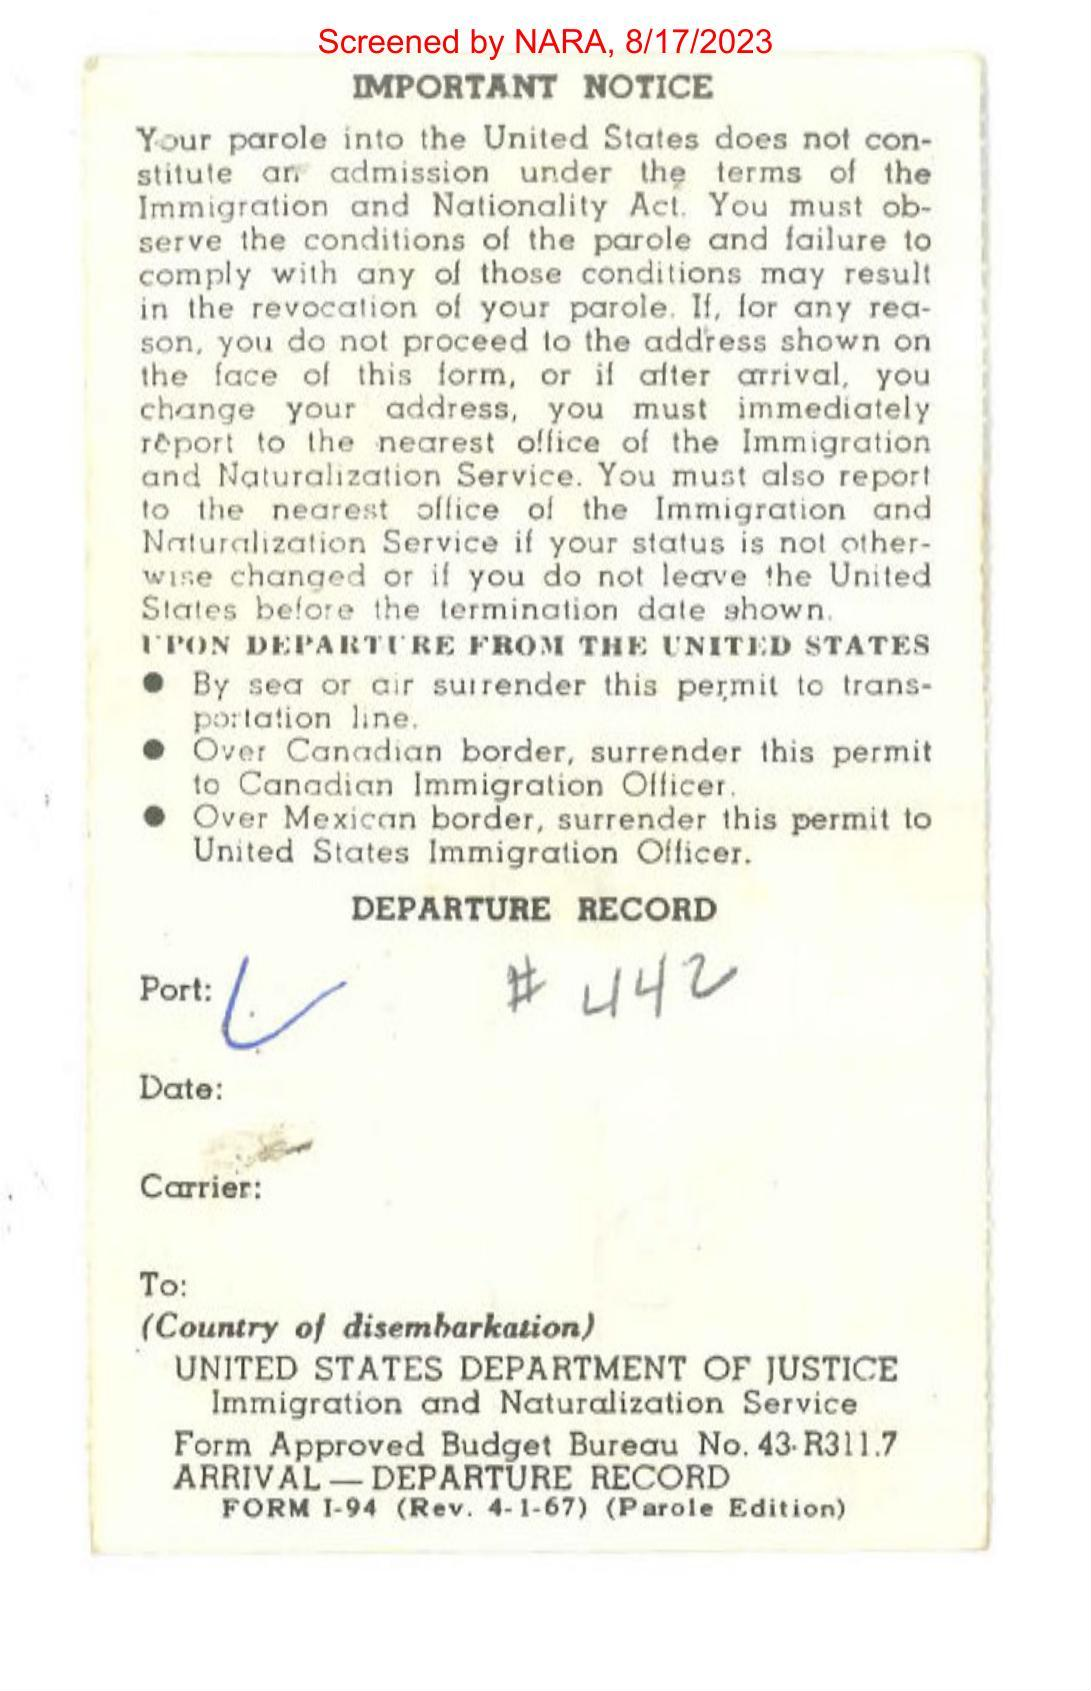 Screened by NARA, 8/17/2023
IMPORTANT NOTICE
Your parole into the United States does not con-
stitute an admission under the terms of the
Immigration and Nationality Act. You must ob-
serve the conditions of the parole and failure to
comply with any of those conditions may result
in the revocation of your parole. If, for any rea-
son, you do not proceed to the address shown on
the face of this form, or if after arrival, you
change your address, you must immediately
report to the nearest office of the Immigration
and Naturalization Service. You must also report
to the nearest office of the Immigration and
Naturalization Service if your status is not other-
wise changed or if you do not leave the United
States before the termination date shown.
UPON DEPARTURE FROM THE UNITED STATES
● By sea or air surrender this permit to trans-
portation line.
● Over Canadian border, surrender this permit
to Canadian Immigration Officer.
● Over Mexican border, surrender this permit to
United States Immigration Officer.
DEPARTURE RECORD
Port: # 442
Date:
Carrier:
To:
(Country of disembarkation)
UNITED STATES DEPARTMENT OF JUSTICE
Immigration and Naturalization Service
Form Approved Budget Bureau No. 43-R311.7
ARRIVAL — DEPARTURE RECORD
FORM I-94 (Rev. 4-1-67) (Parole Edition)